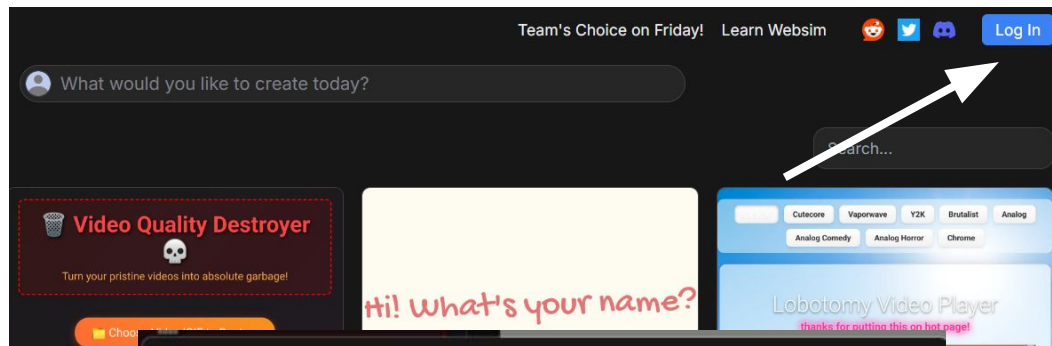 Team's Choice on Friday! Learn Websim Log In
What would you like to create today?
Search...
Video Quality Destroyer
Turn your pristine videos into absolute garbage!
Hi! What's your name?
Cutecore Vaporwave Y2K Brutalist Analog
Analog Comedy Analog Horror Chrome
Lobotomy Video Player
thanks for putting this on hot page!